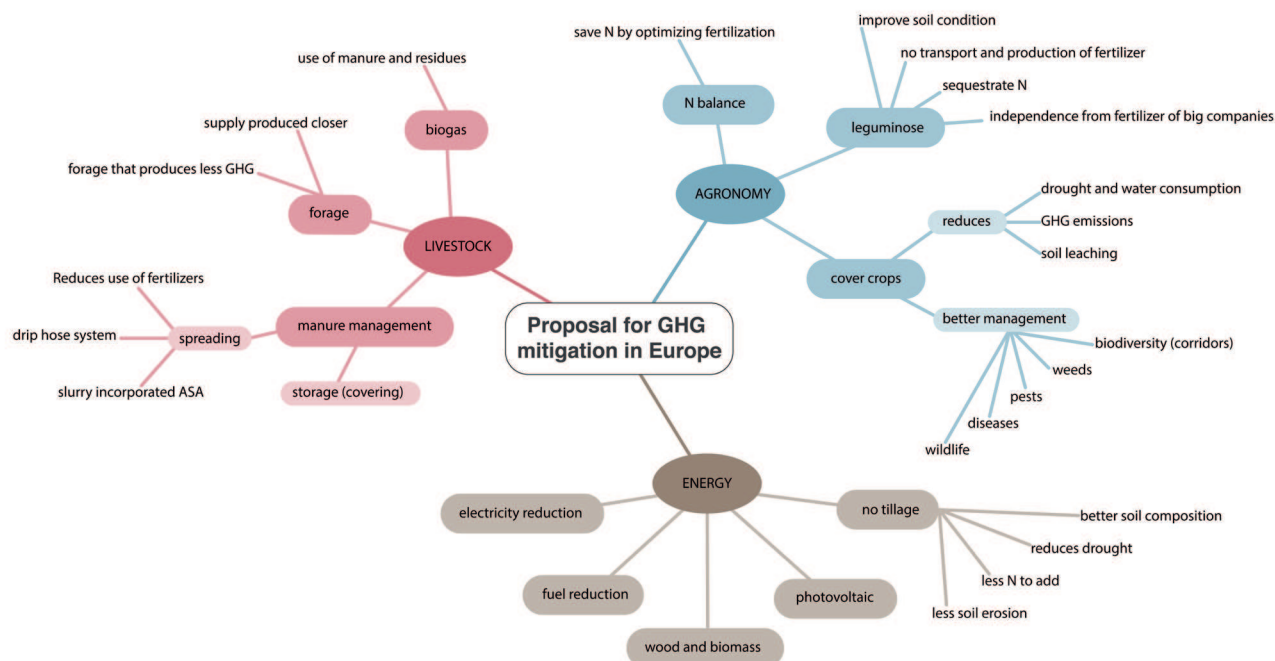 improve soil condition
save N by optimizing fertilization
no transport and production of fertilizer
use of manure and residues
sequestrate N
N balance
independence from fertilizer of big companies
supply produced closer
biogas
leguminose
forage that produces less GHG
drought and water consumption
AGRONOMY
forage
reduces
GHG emissions
LIVESTOCK
soil leaching
Reduces use of fertilizers
cover crops
better management
drip hose system
spreading
manure management
Proposal for GHG
mitigation in Europe
biodiversity (corridors)
weeds
slurry incorporated ASA
storage (covering)
pests
diseases
wildlife
ENERGY
electricity reduction
no tillage
better soil composition
reduces drought
less N to add
fuel reduction
photovoltaic
less soil erosion
wood and biomass